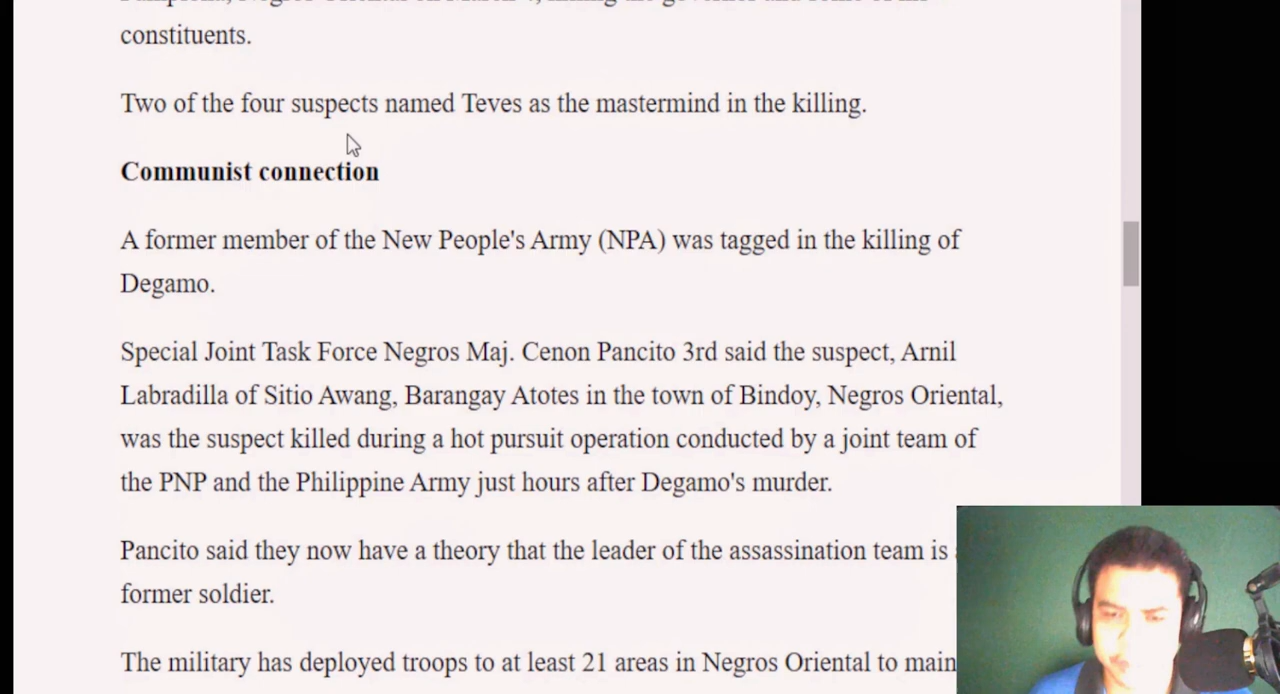 constituents.
Two of the four suspects named Teves as the mastermind in the killing.
Communist connection
A former member of the New People's Army (NPA) was tagged in the killing of
Degamo.
Special Joint Task Force Negros Maj. Cenon Pancito 3rd said the suspect, Arnil
Labradilla of Sitio Awang, Barangay Atotes in the town of Bindoy, Negros Oriental,
was the suspect killed during a hot pursuit operation conducted by a joint team of
the PNP and the Philippine Army just hours after Degamo's murder.
Pancito said they now have a theory that the leader of the assassination team is
former soldier.
The military has deployed troops to at least 21 areas in Negros Oriental to